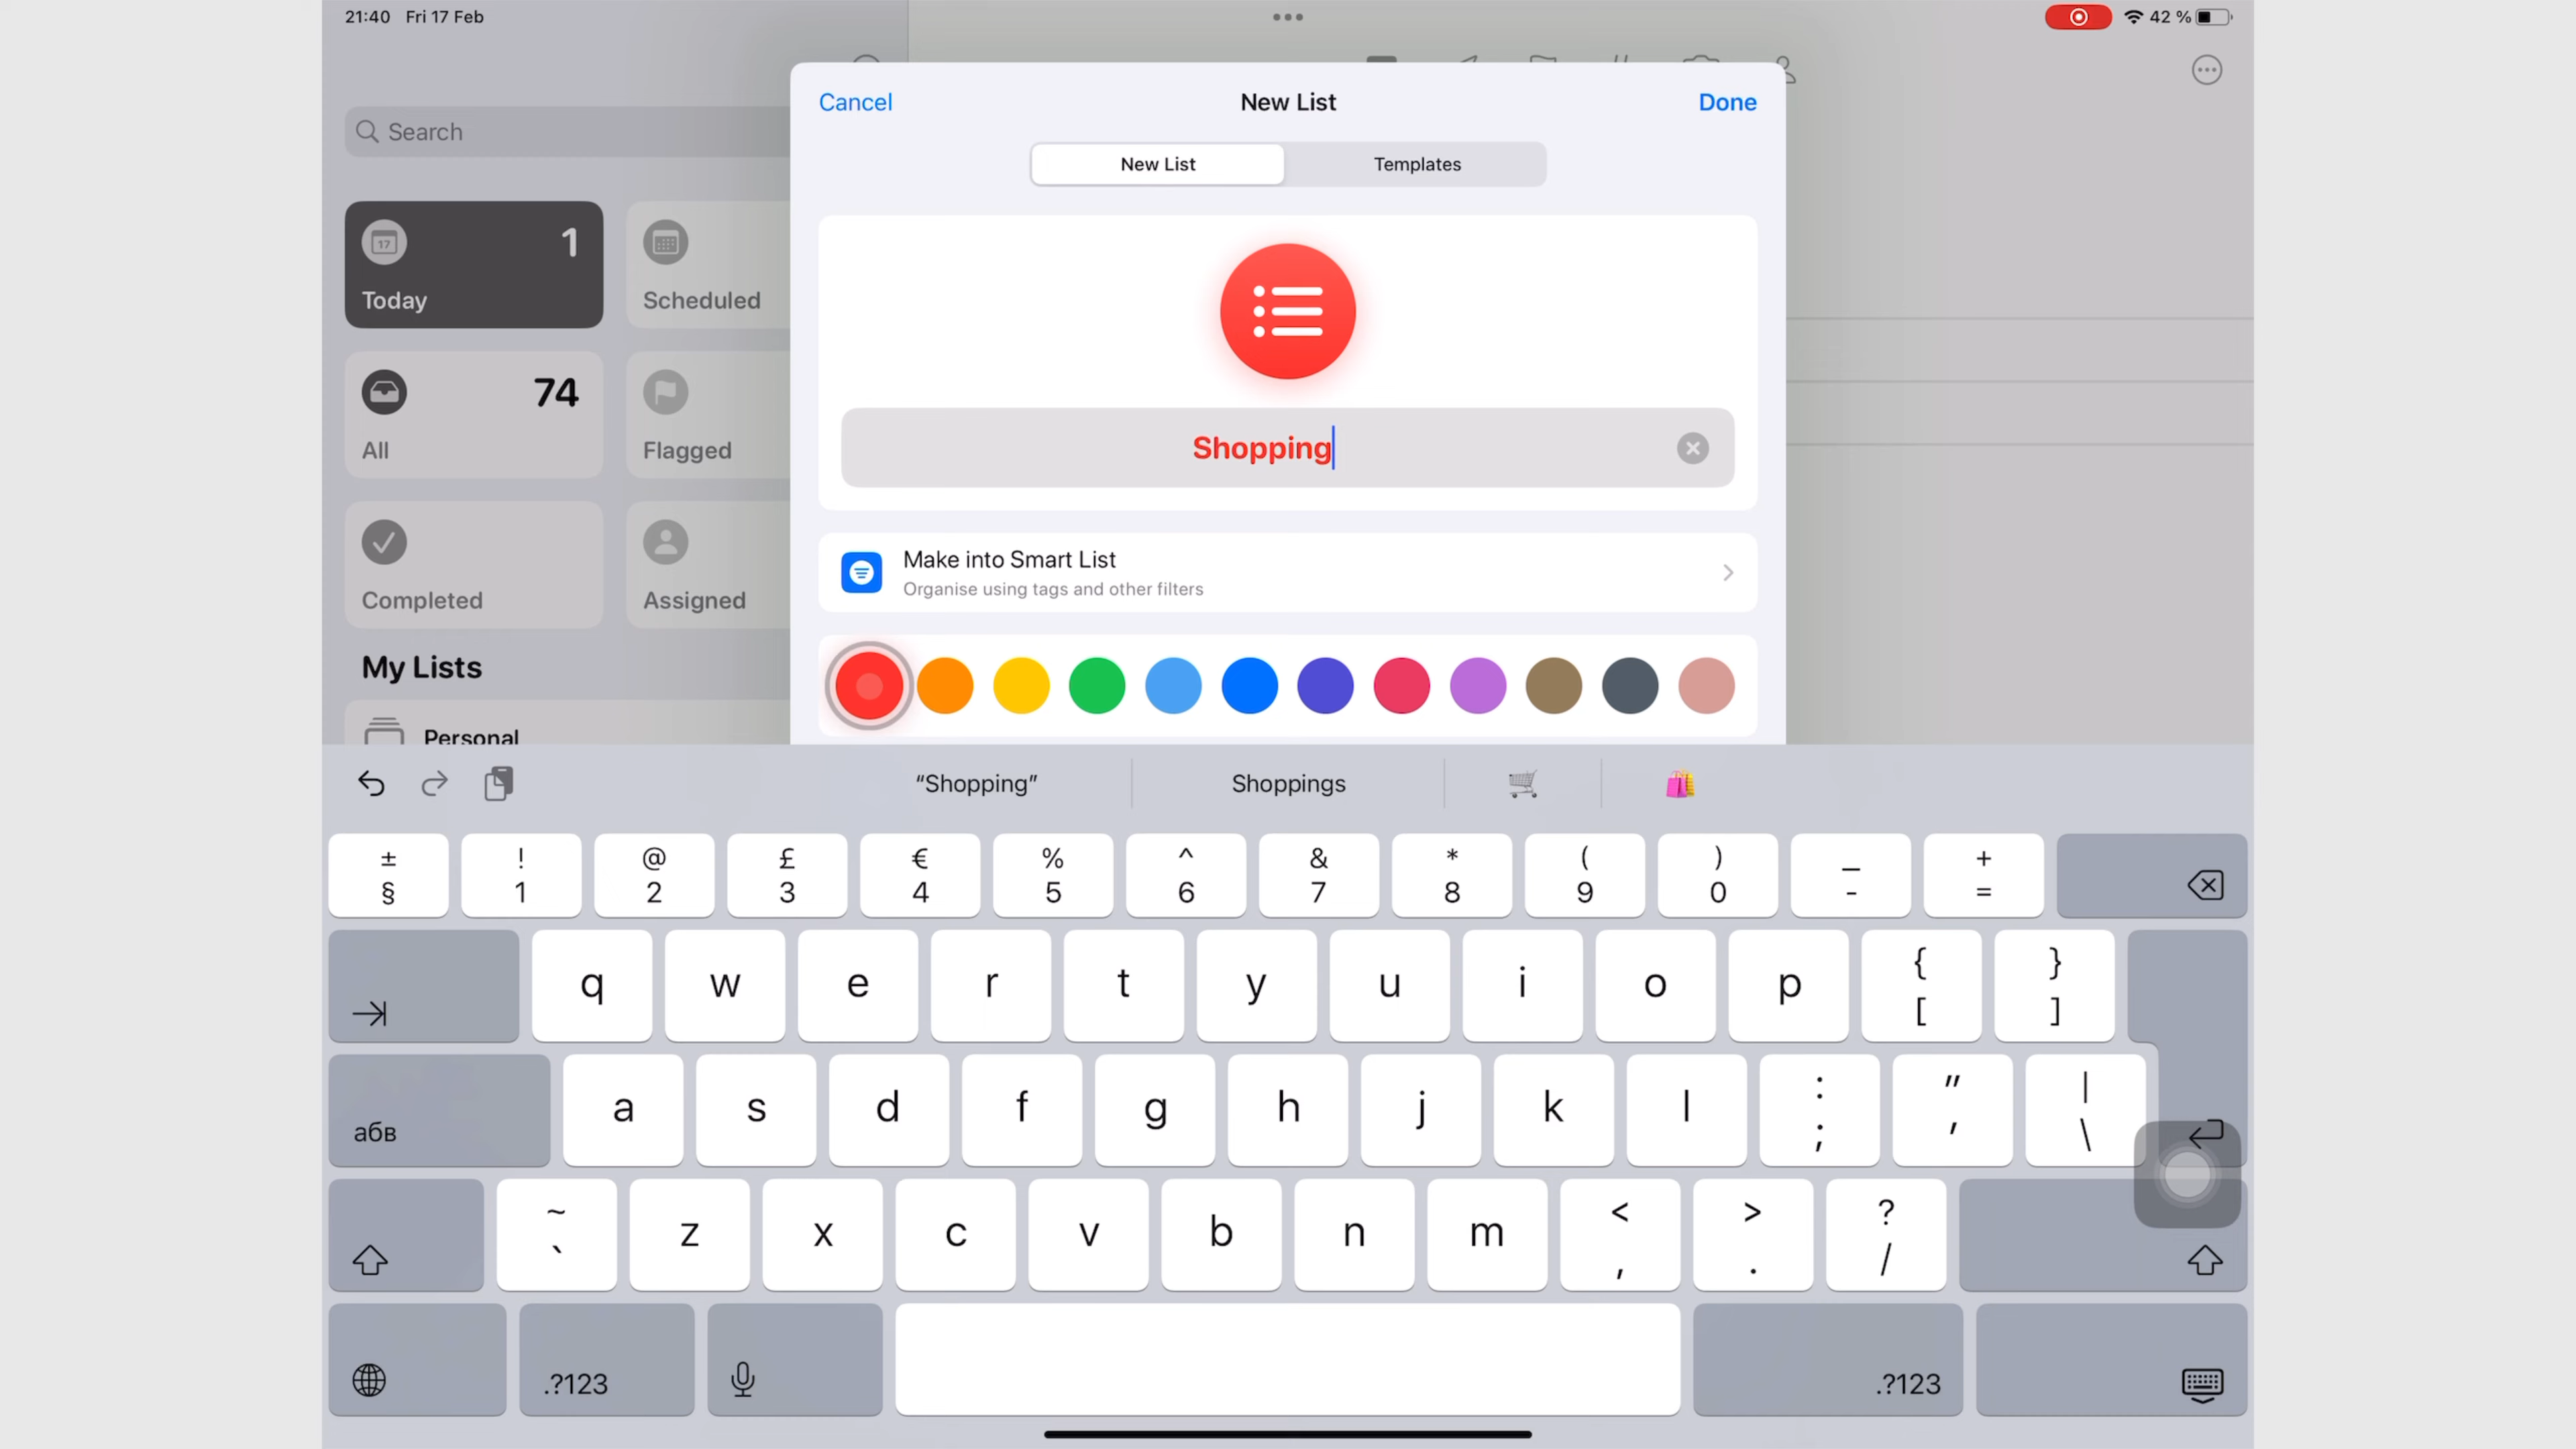 21:40 Fri 17 Feb
42 %
Search
17
1
Today
Scheduled
74
All
Flagged
Completed
Assigned
My Lists
Personal
Cancel
New List
Done
New List
Templates
Shopping
Make into Smart List
Organise using tags and other filters
“Shopping”
Shoppings
± ! @ £ € % ^ & * ( ) _ +
§ 1 2 3 4 5 6 7 8 9 0 - =
q w e r t y u i o p { [ } ]
абв a s d f g h j k l : ; " ' | \
~ ` z x c v b n m < , > . ? /
.?123 .?123